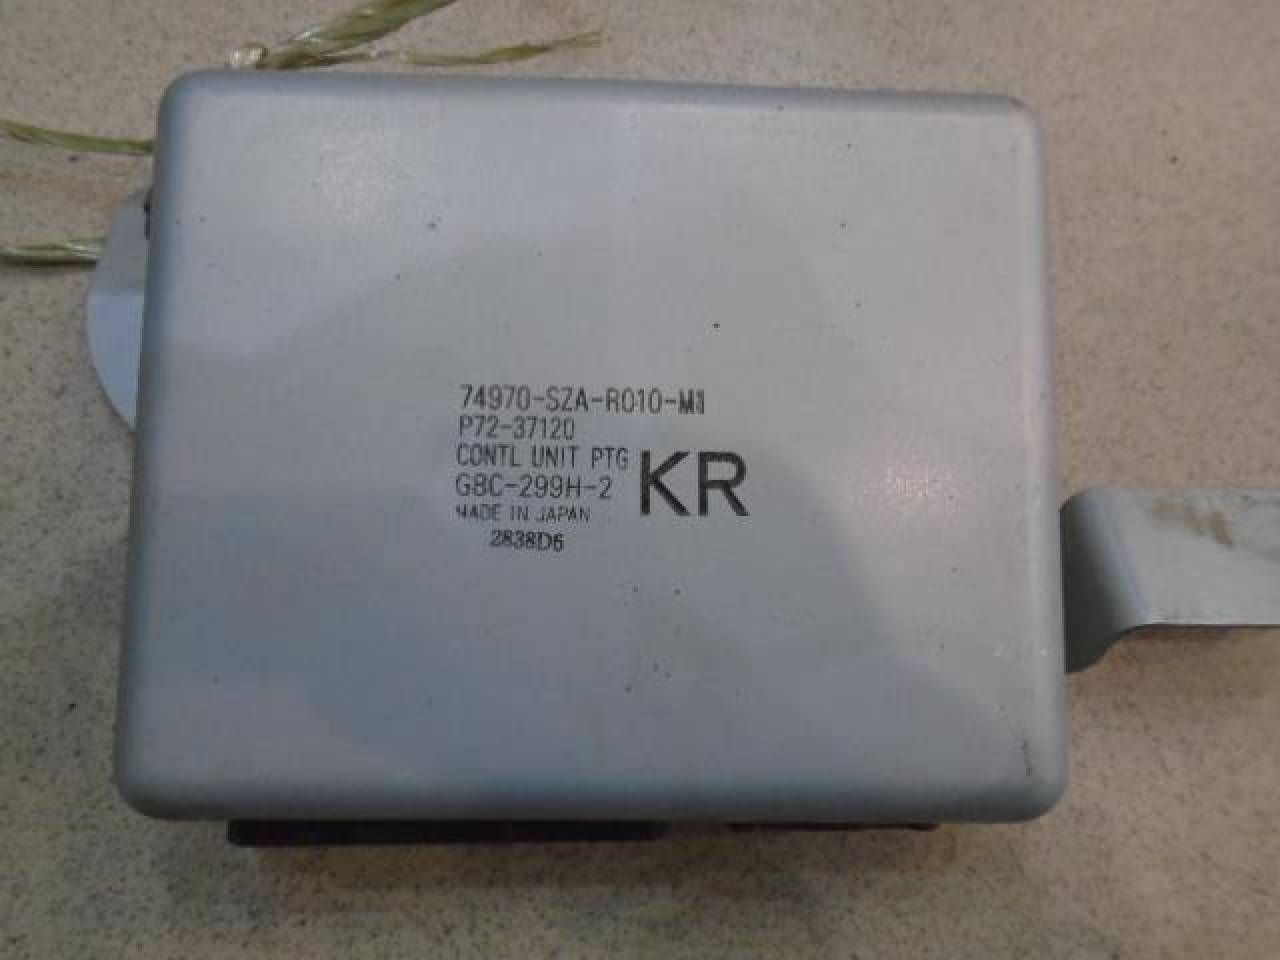 74970-SZA-R010-M1
P72-37120
CONTL UNIT PTG
G8C-299H-2
KR
MADE IN JAPAN
2838D6